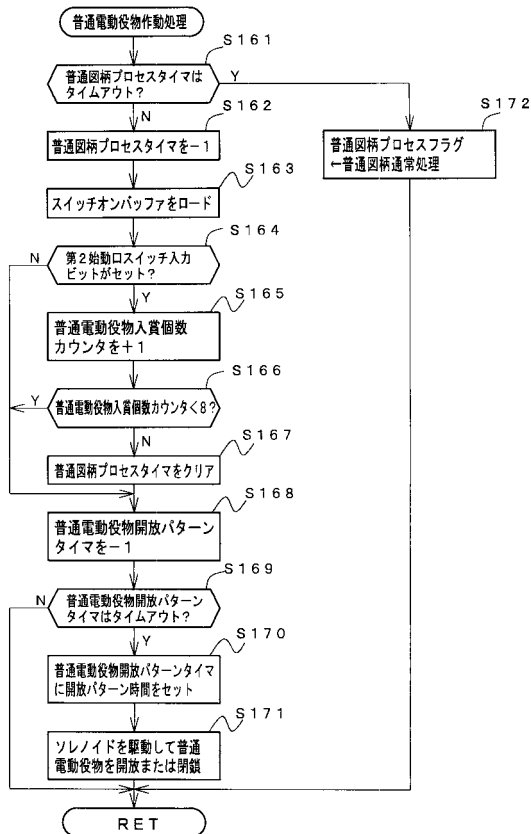 普通電動役物作動処理
S161
普通図柄プロセスタイマは
タイムアウト?
Y
N
S162
普通図柄プロセスタイマを－1
S172
普通図柄プロセスフラグ
←普通図柄通常処理
S163
スイッチオンバッファをロード
S164
第2始動口スイッチ入力
ビットがセット?
N
Y
S165
普通電動役物入賞個数
カウンタを＋1
S166
普通電動役物入賞個数カウンタ<8?
Y
N
S167
普通図柄プロセスタイマをクリア
S168
普通電動役物開放パターン
タイマを－1
S169
普通電動役物開放パターン
タイマはタイムアウト?
N
Y
S170
普通電動役物開放パターンタイマ
に開放パターン時間をセット
S171
ソレノイドを駆動して普通
電動役物を開放または閉鎖
RET